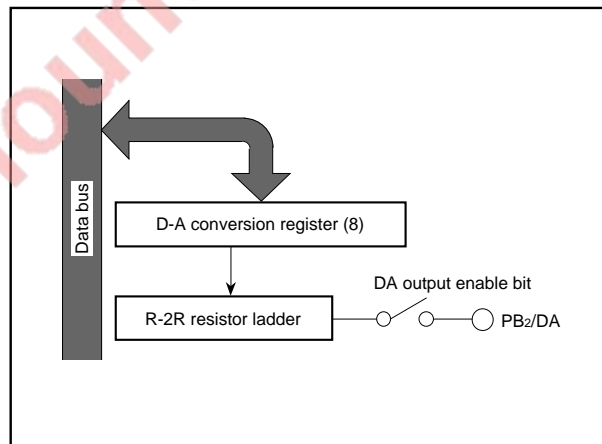 Data bus
D-A conversion register (8)
DA output enable bit
R-2R resistor ladder
PB₂/DA